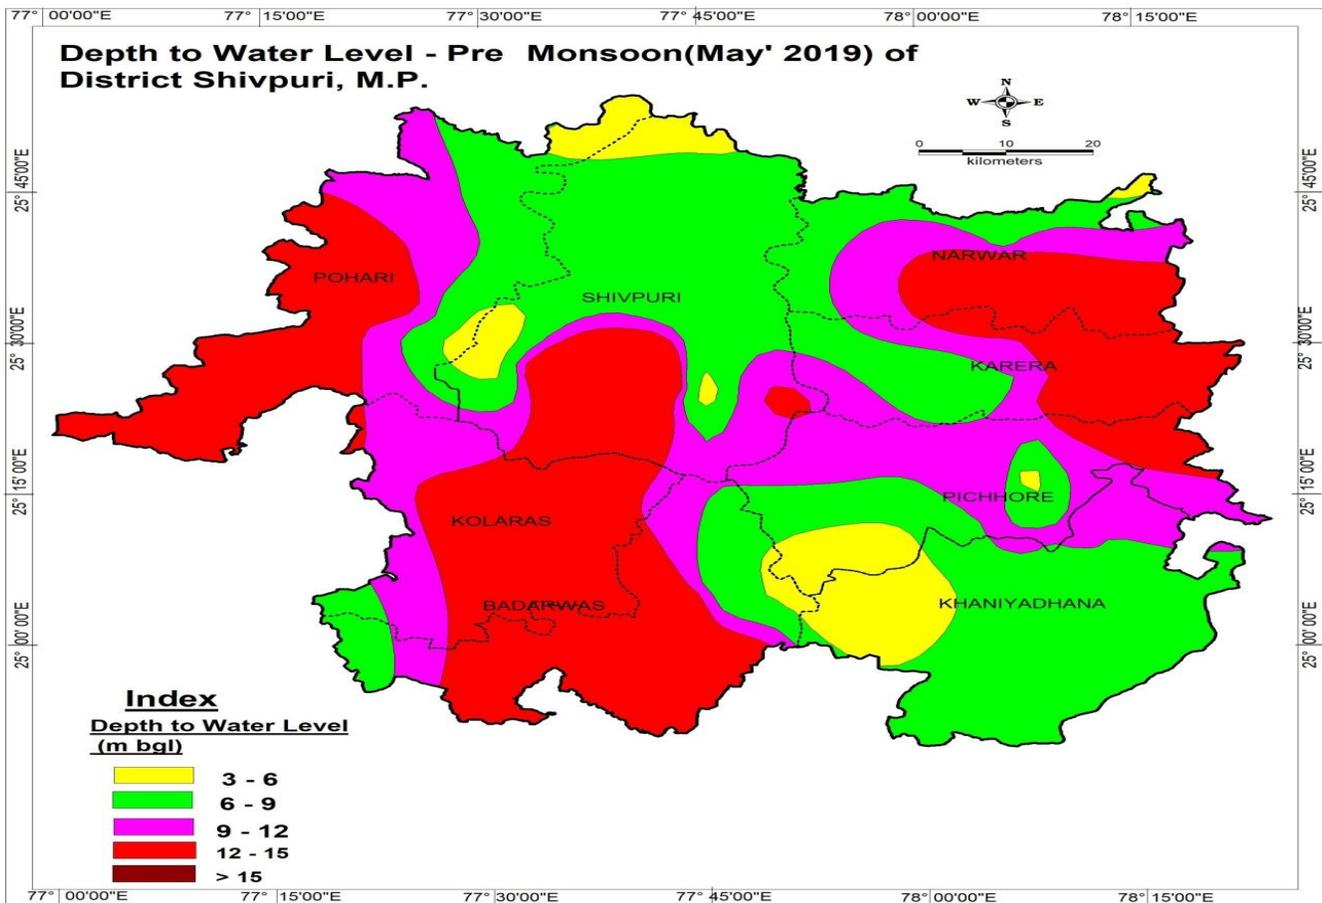 77° 00'00"E 77° 15'00"E 77° 30'00"E 77° 45'00"E 78° 00'00"E 78° 15'00"E
Depth to Water Level - Pre Monsoon(May' 2019) of
District Shivpuri, M.P.
N
W E
S
0 10 20
kilometers
25° 45'00"E 25° 45'00"E
NARWAR
POHARI
SHIVPURI
25° 30'00"E 25° 30'00"E
KARERA
25° 15'00"E 25° 15'00"E
PICHHORE
KOLARAS
BADARWAS KHANIYADHANA
25° 00'00"E 25° 00'00"E
Index
Depth to Water Level
(m bgl)
3 - 6
6 - 9
9 - 12
12 - 15
> 15
77° 00'00"E 77° 15'00"E 77° 30'00"E 77° 45'00"E 78° 00'00"E 78° 15'00"E